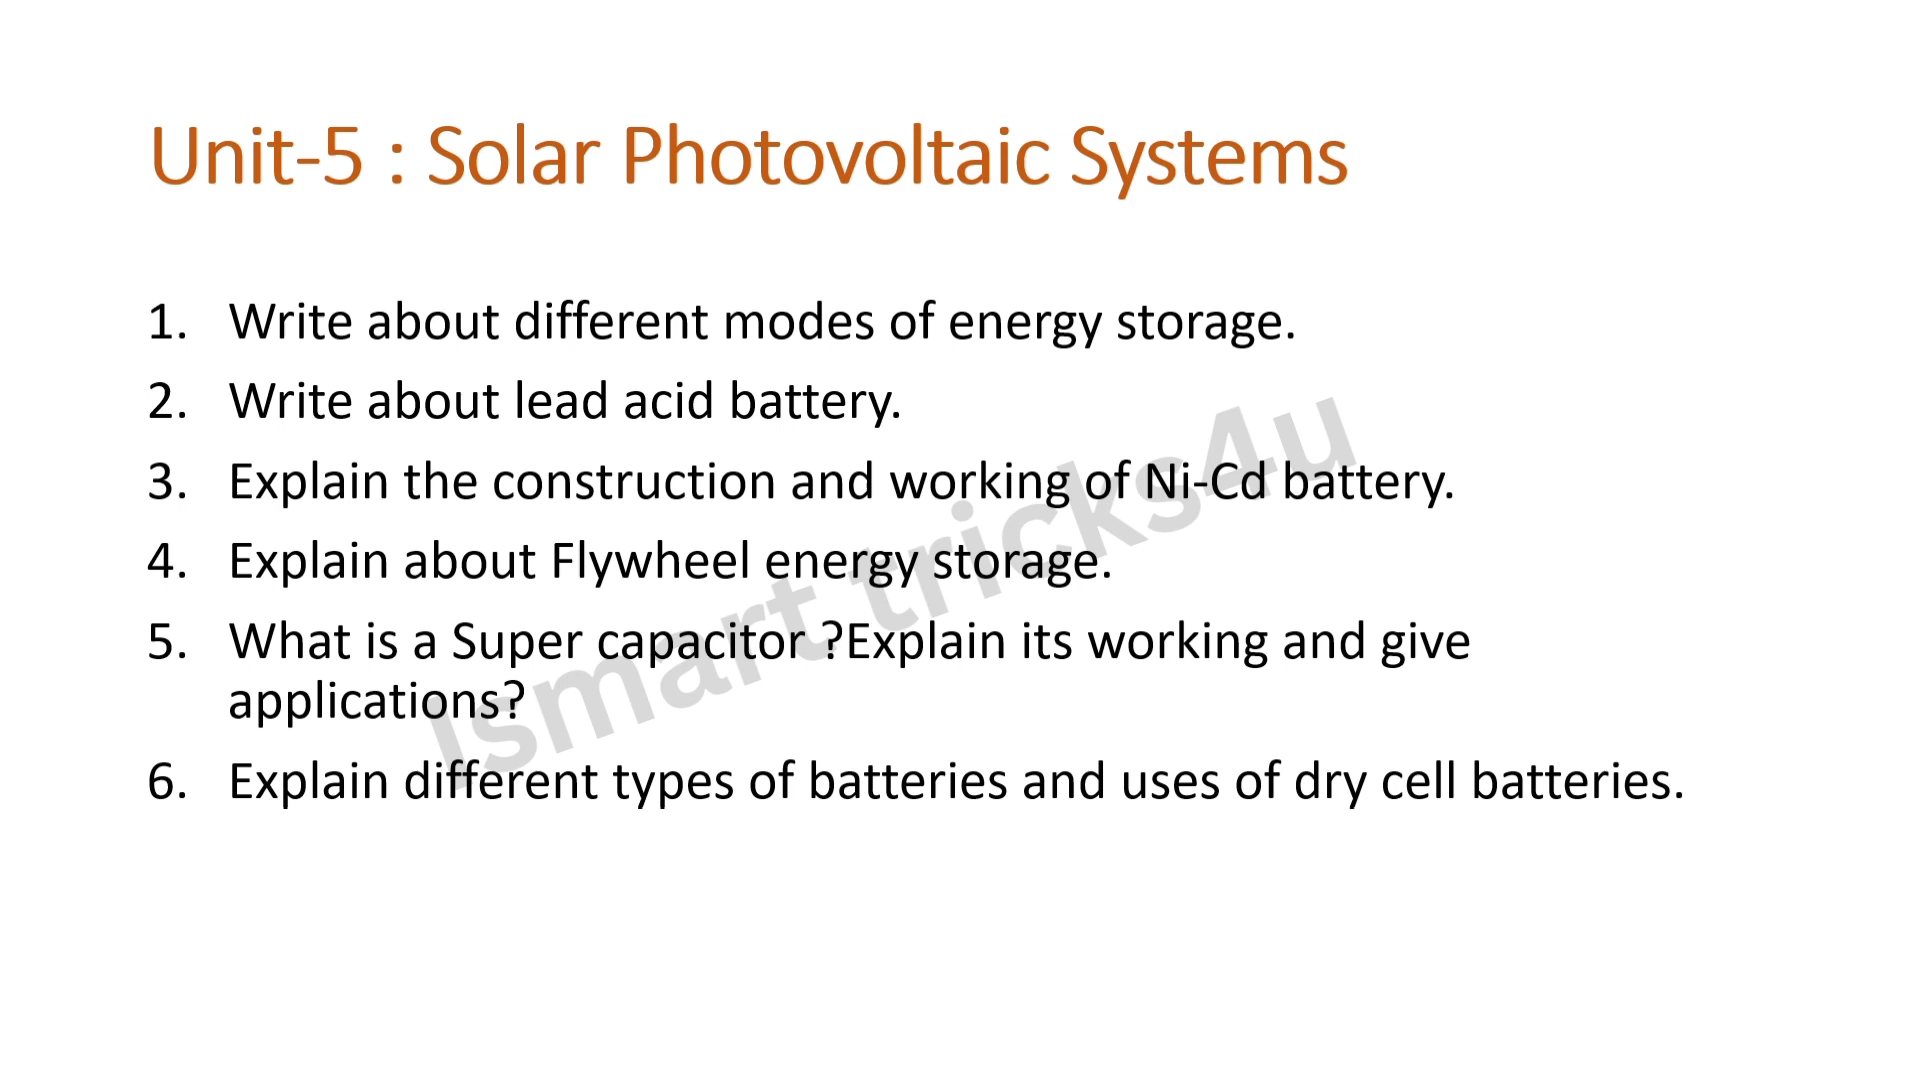 Unit-5 : Solar Photovoltaic Systems
1. Write about different modes of energy storage.
2. Write about lead acid battery.
3. Explain the construction and working of Ni-Cd battery.
4. Explain about Flywheel energy storage.
5. What is a Super capacitor ?Explain its working and give
applications?
6. Explain different types of batteries and uses of dry cell batteries.
Ismart tricks4u